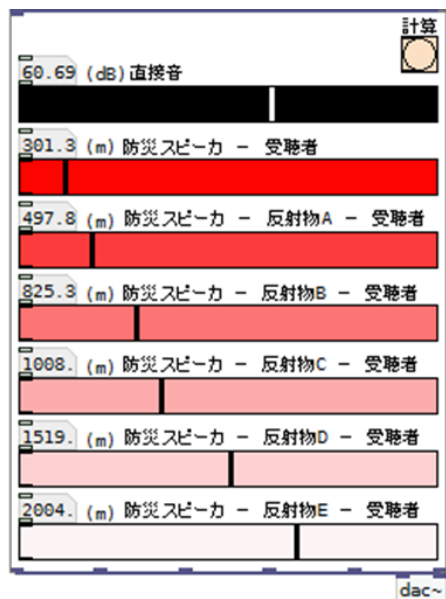 計算
60.69 (dB)直接音
301.3 (m)防災スピーカ － 受聴者
497.8 (m)防災スピーカ － 反射物A － 受聴者
825.3 (m)防災スピーカ － 反射物B － 受聴者
1008. (m)防災スピーカ － 反射物C － 受聴者
1519. (m)防災スピーカ － 反射物D － 受聴者
2004. (m)防災スピーカ － 反射物E － 受聴者
dac~